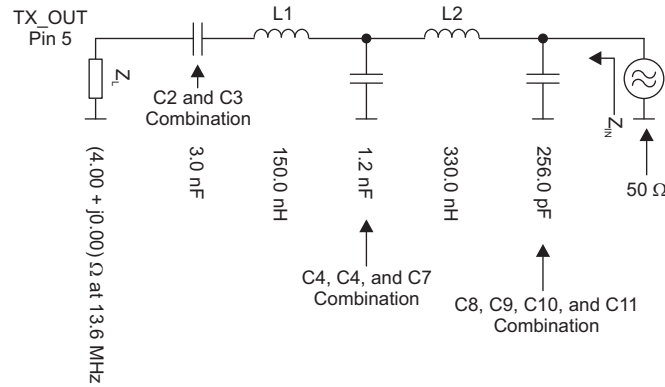 TX_OUT
Pin 5
L1
L2
Z_L
C2 and C3
Combination
Z_IN
(4.00 + j0.00) Ω at 13.6 MHz
3.0 nF
150.0 nH
1.2 nF
330.0 nH
256.0 pF
50 Ω
C4, C4, and C7
Combination
C8, C9, C10, and C11
Combination